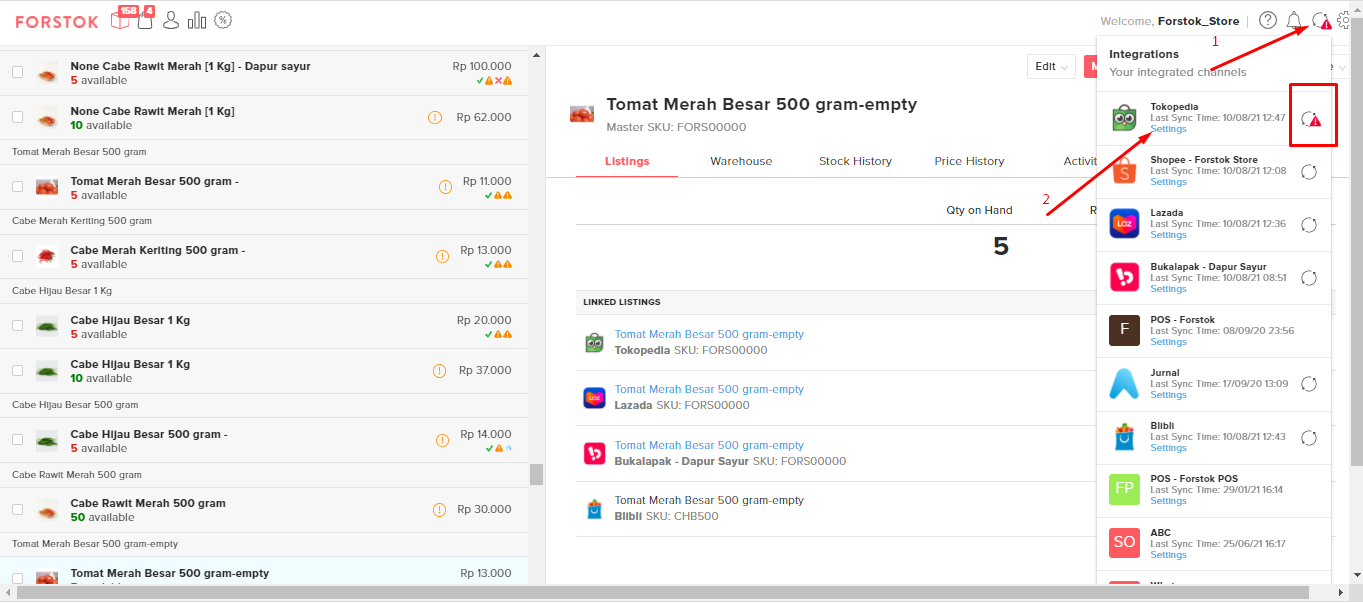 FORSTOK
158
4
Welcome, Forstok_Store
None Cabe Rawit Merah [1 Kg] - Dapur sayur
5 available
Rp 100.000
None Cabe Rawit Merah [1 Kg]
10 available
Rp 62.000
Tomat Merah Besar 500 gram
Tomat Merah Besar 500 gram -
5 available
Rp 11.000
Cabe Merah Keriting 500 gram
Cabe Merah Keriting 500 gram -
5 available
Rp 13.000
Cabe Hijau Besar 1 Kg
Cabe Hijau Besar 1 Kg
5 available
Rp 20.000
Cabe Hijau Besar 1 Kg
10 available
Rp 37.000
Cabe Hijau Besar 500 gram
Cabe Hijau Besar 500 gram -
5 available
Rp 14.000
Cabe Rawit Merah 500 gram
Cabe Rawit Merah 500 gram
50 available
Rp 30.000
Tomat Merah Besar 500 gram-empty
Tomat Merah Besar 500 gram-empty
Rp 13.000
Edit
Tomat Merah Besar 500 gram-empty
Master SKU: FORS00000
Listings Warehouse Stock History Price History Activit
Qty on Hand R
5
LINKED LISTINGS
Tomat Merah Besar 500 gram-empty
Tokopedia SKU: FORS00000
Tomat Merah Besar 500 gram-empty
Lazada SKU: FORS00000
Tomat Merah Besar 500 gram-empty
Bukalapak - Dapur Sayur SKU: FORS00000
Tomat Merah Besar 500 gram-empty
Blibli SKU: CHB500
1
2
Integrations
Your integrated channels
Tokopedia
Last Sync Time: 10/08/21 12:47
Settings
S
Shopee - Forstok Store
Last Sync Time: 10/08/21 12:08
Settings
Laz
Lazada
Last Sync Time: 10/08/21 12:36
Settings
Bukalapak - Dapur Sayur
Last Sync Time: 10/08/21 08:51
Settings
F
POS - Forstok
Last Sync Time: 08/09/20 23:56
Settings
Jurnal
Last Sync Time: 17/09/20 13:09
Settings
Blibli
Last Sync Time: 10/08/21 12:43
Settings
FP
POS - Forstok POS
Last Sync Time: 29/01/21 16:14
Settings
SO
ABC
Last Sync Time: 25/06/21 16:17
Settings